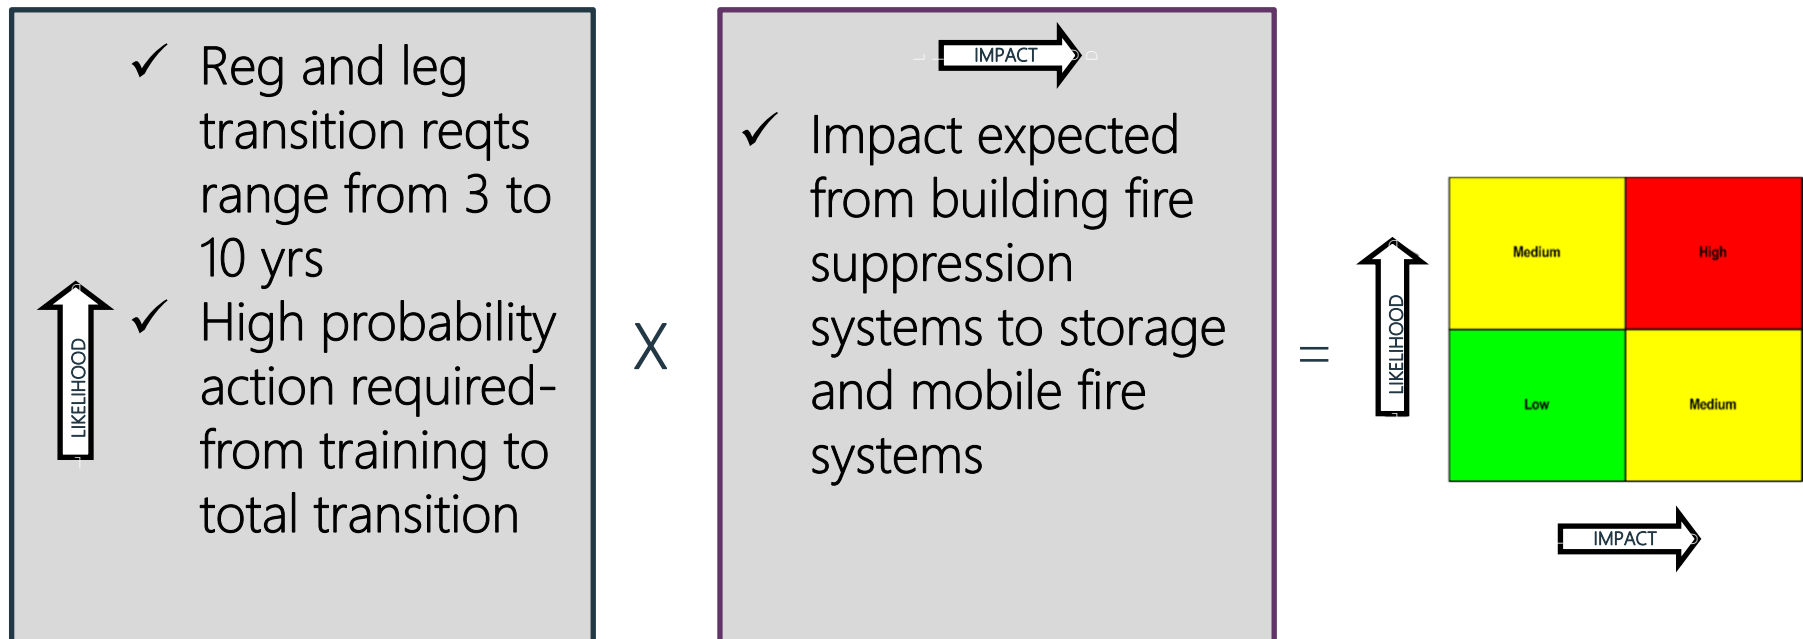 ✓ Reg and leg
transition reqts
range from 3 to
10 yrs
✓ High probability
action required-
from training to
total transition
LIKELIHOOD
X
IMPACT
✓ Impact expected
from building fire
suppression
systems to storage
and mobile fire
systems
=
LIKELIHOOD
Medium
High
Low
Medium
IMPACT